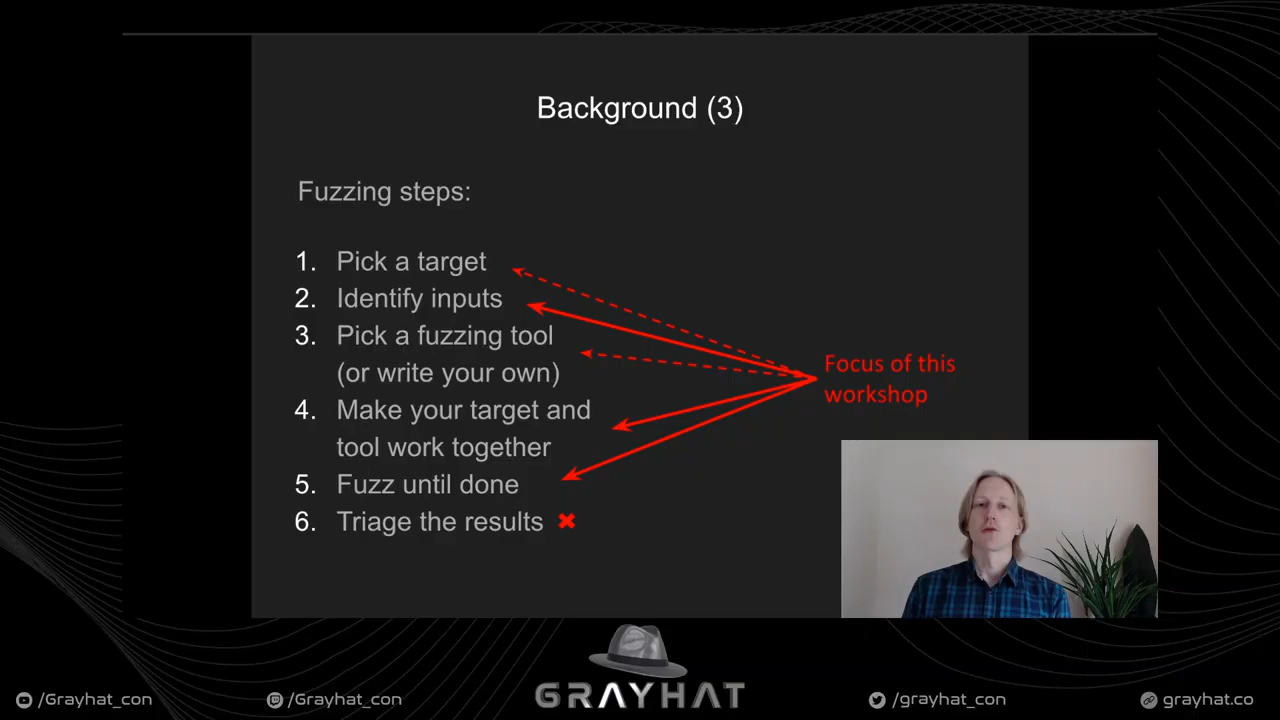 Background (3)
Fuzzing steps:
1. Pick a target
2. Identify inputs
3. Pick a fuzzing tool
(or write your own)
4. Make your target and
tool work together
5. Fuzz until done
6. Triage the results ✖
Focus of this
workshop
GRAYHAT
/Grayhat_con
/Grayhat_con
/grayhat_con
grayhat.co